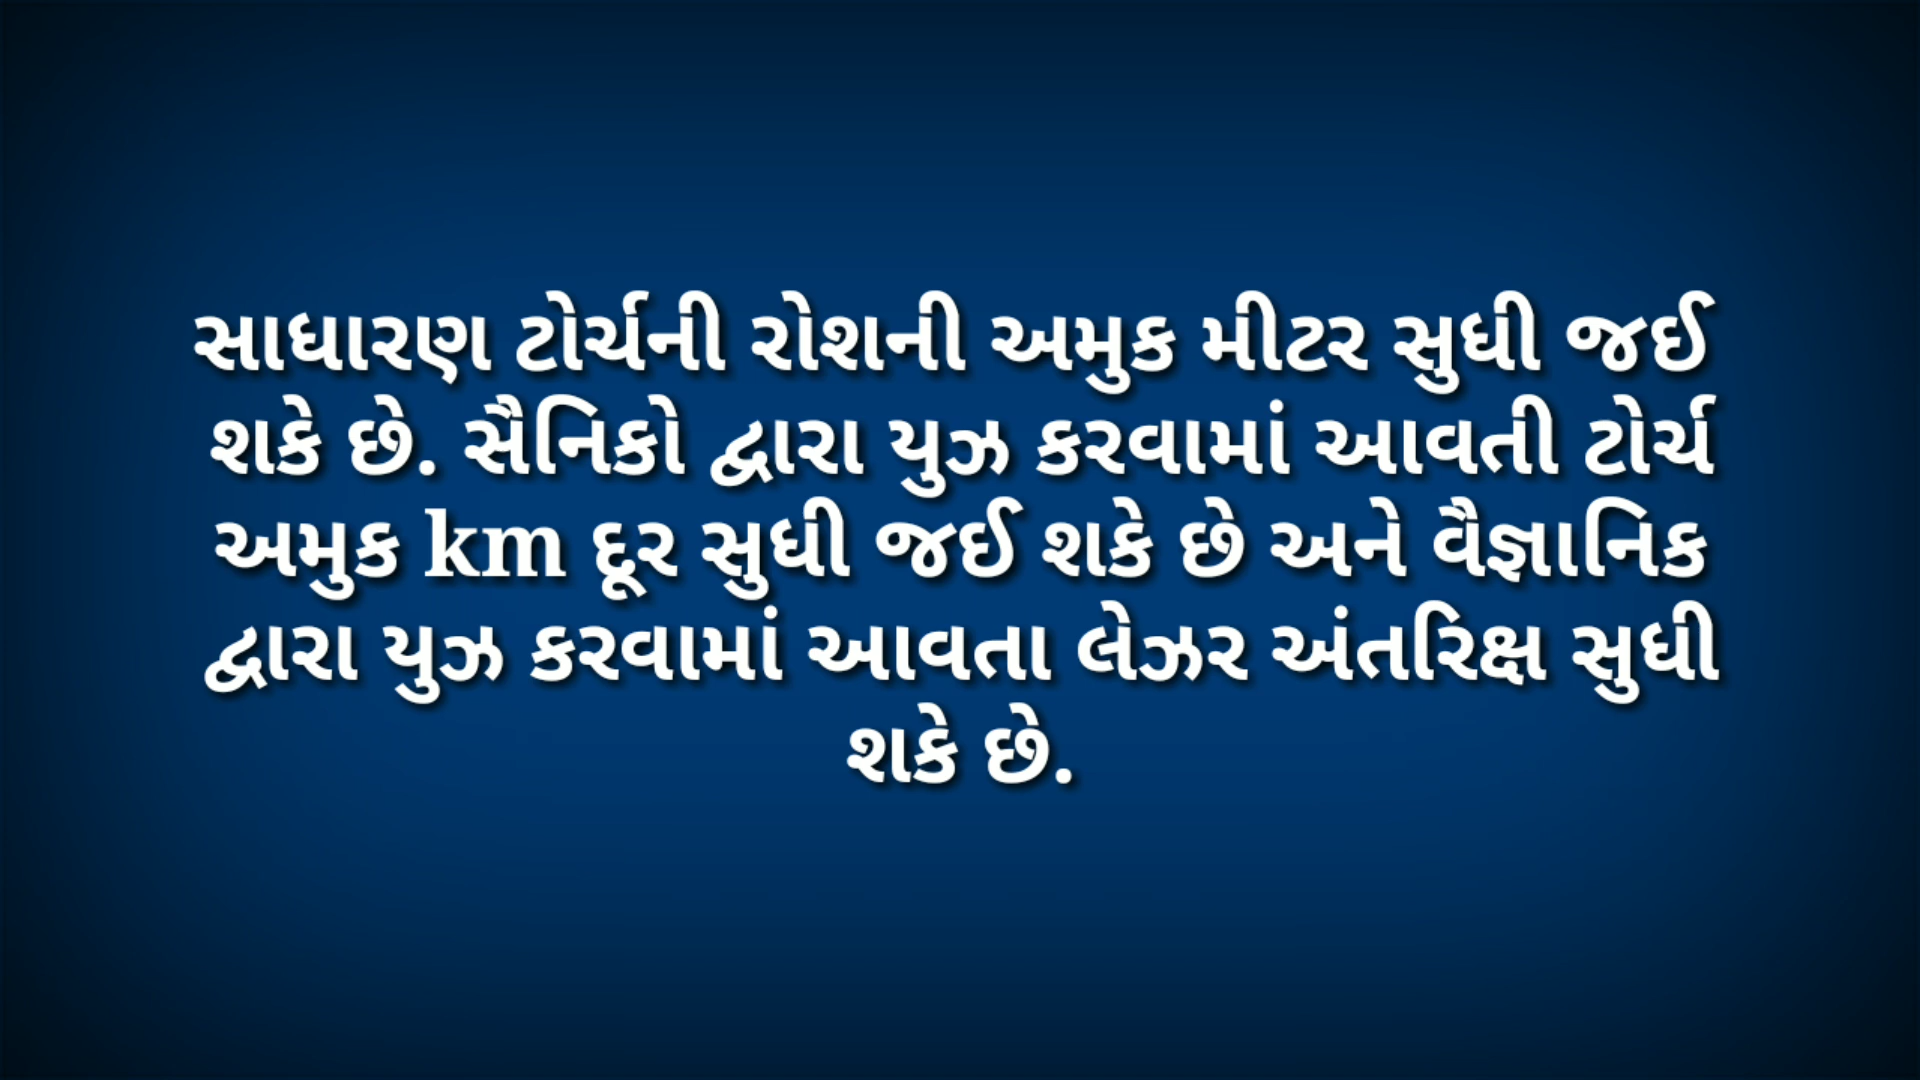 સાધારણ ટોર્ચની રોશની અમુક મીટર સુધી જઈ
શકે છે. સૈનિકો દ્વારા યુઝ કરવામાં આવતી ટોર્ચ
અમુક km દૂર સુધી જઈ શકે છે અને વૈજ્ઞાનિક
દ્વારા યુઝ કરવામાં આવતા લેઝર અંતરિક્ષ સુધી
શકે છે.